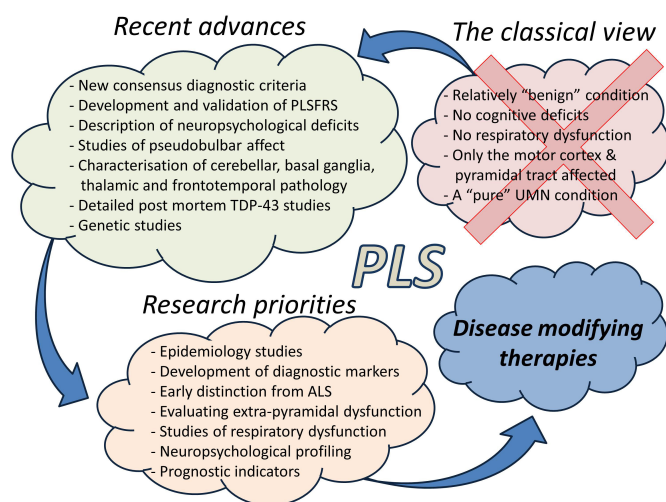 Recent advances
- New consensus diagnostic criteria
- Development and validation of PLSFRS
- Description of neuropsychological deficits
- Studies of pseudobulbar affect
- Characterisation of cerebellar, basal ganglia,
thalamic and frontotemporal pathology
- Detailed post mortem TDP-43 studies
- Genetic studies
The classical view
- Relatively “benign” condition
- No cognitive deficits
- No respiratory dysfunction
- Only the motor cortex &
pyramidal tract affected
- A “pure” UMN condition
PLS
Research priorities
- Epidemiology studies
- Development of diagnostic markers
- Early distinction from ALS
- Evaluating extra-pyramidal dysfunction
- Studies of respiratory dysfunction
- Neuropsychological profiling
- Prognostic indicators
Disease modifying
therapies